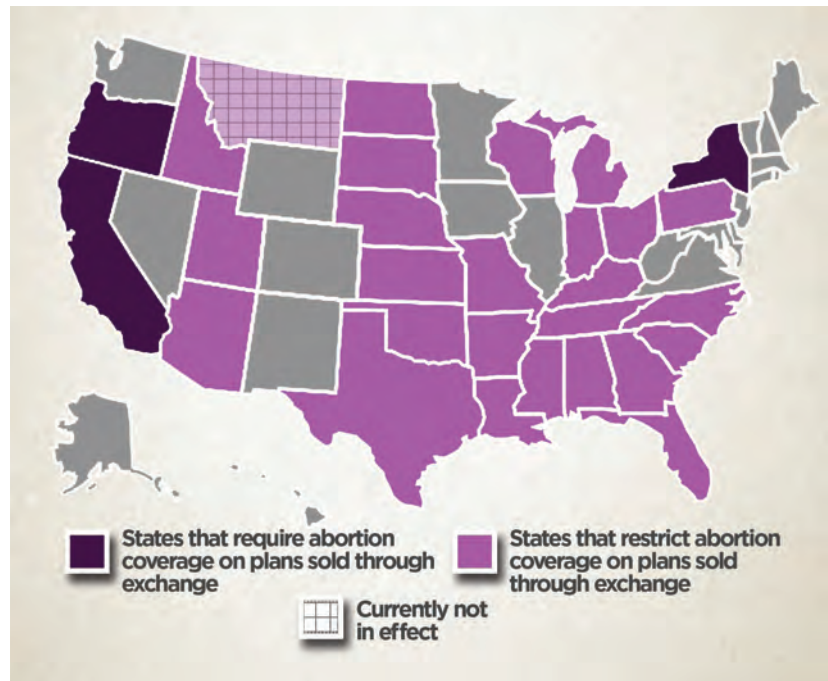 States that require abortion
coverage on plans sold through
exchange
States that restrict abortion
coverage on plans sold
through exchange
Currently not
in effect